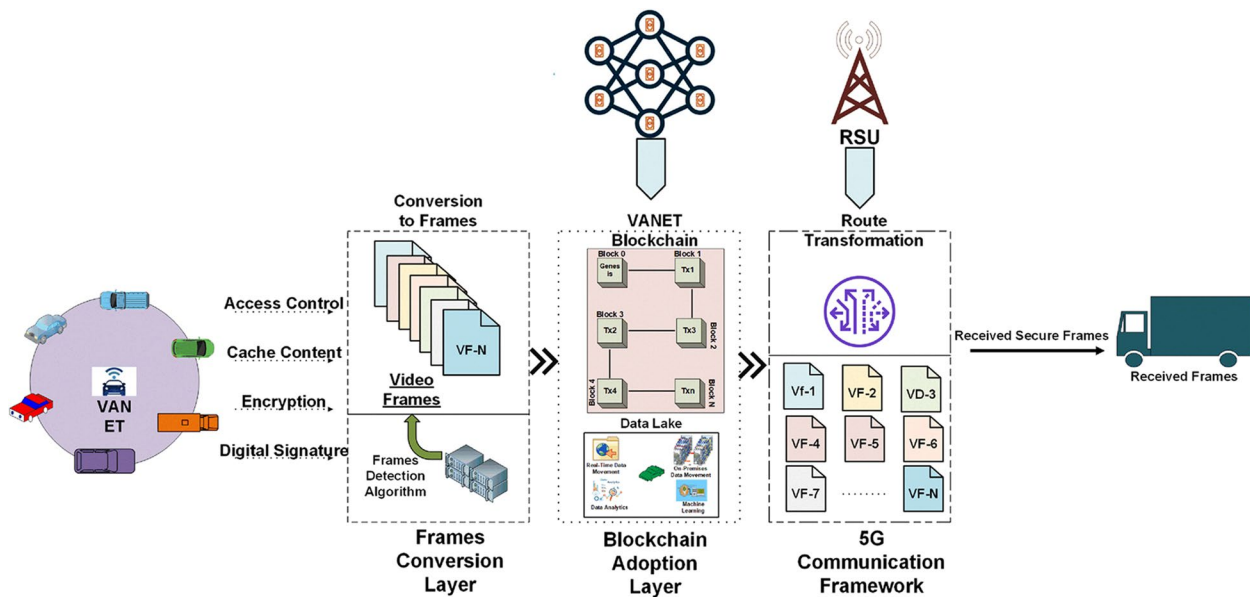 RSU
Conversion
to Frames
VANET
Blockchain
Route
Transformation
VAN
ET
Access Control
Cache Content
Encryption
Digital Signature
VF-N
Video
Frames
Frames
Detection
Algorithm
Block 0
Block 1
Genes
is
Tx1
Block 3
Tx2
Tx3
Block 2
Block 4
Tx4
Txn
Block N
Data Lake
Real-Time Data
Movement
On-Premises
Data Movement
Data Analytics
Machine
Learning
Vf-1
VF-2
VD-3
VF-4
VF-5
VF-6
VF-7
........
VF-N
Received Secure Frames
Received Frames
Frames
Conversion
Layer
Blockchain
Adoption
Layer
5G
Communication
Framework